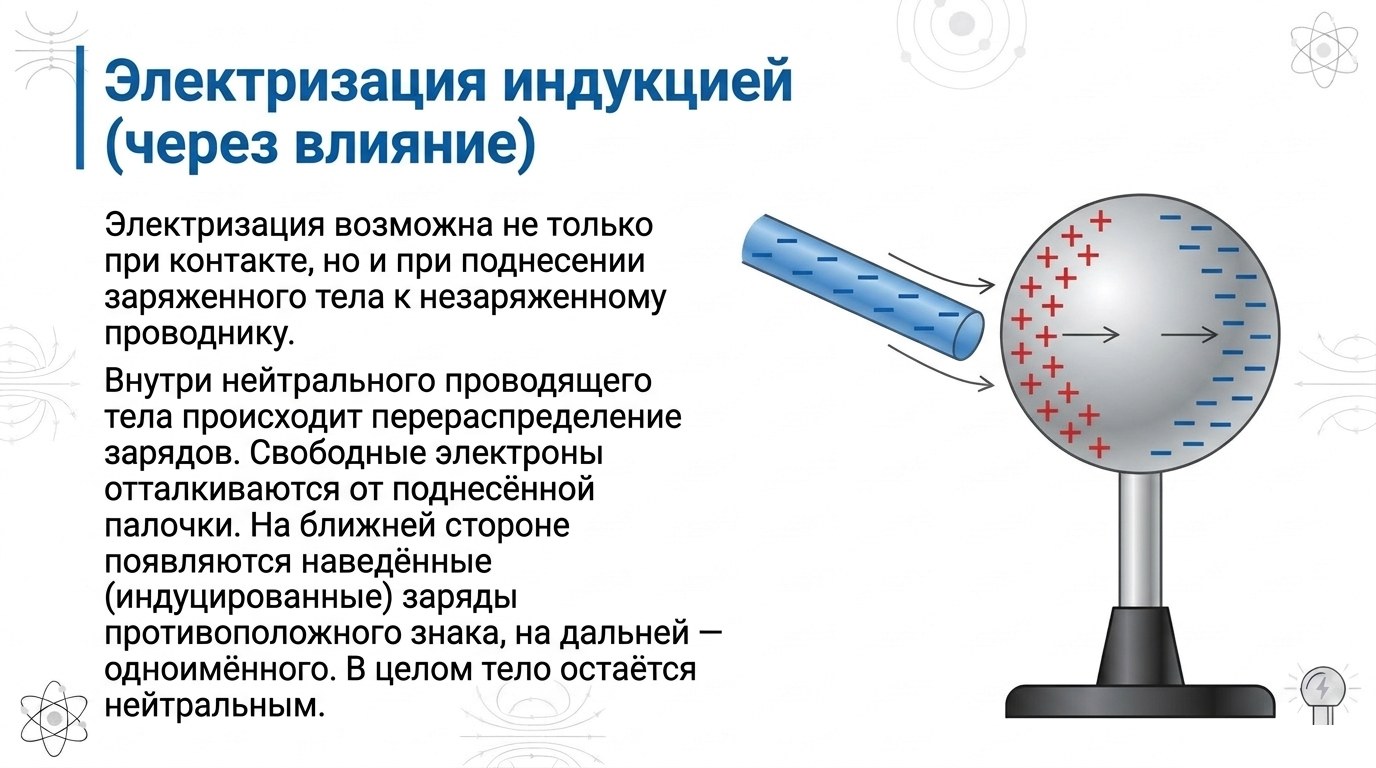 Электризация индукцией
(через влияние)
Электризация возможна не только
при контакте, но и при поднесении
заряженного тела к незаряженному
проводнику.
Внутри нейтрального проводящего
тела происходит перераспределение
зарядов. Свободные электроны
отталкиваются от поднесённой
палочки. На ближней стороне
появляются наведённые
(индуцированные) заряды
противоположного знака, на дальней —
одноимённого. В целом тело остаётся
нейтральным.